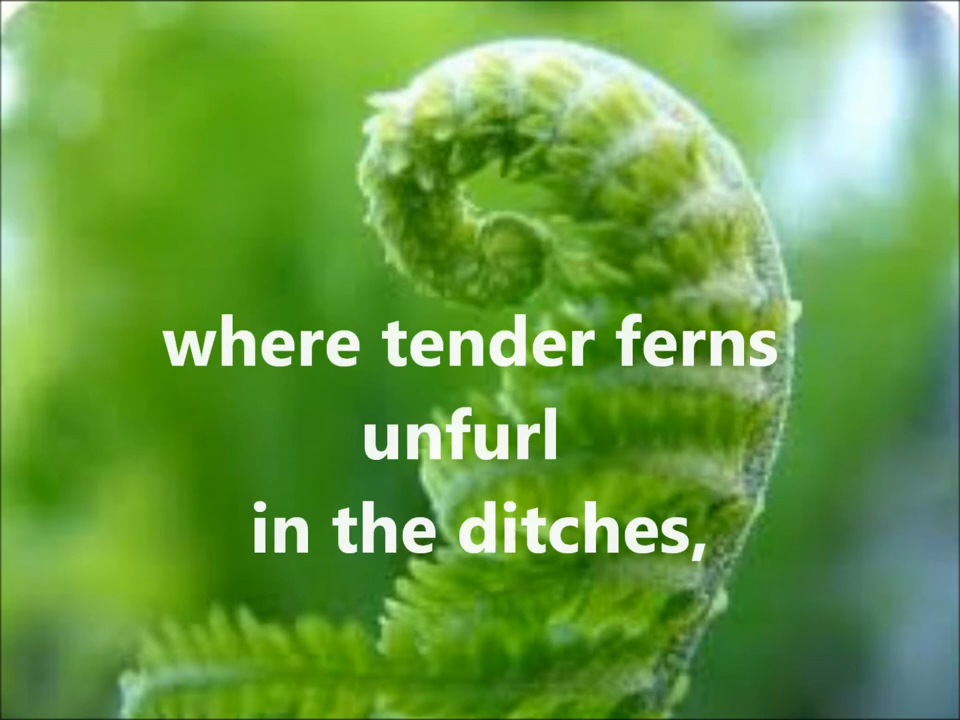 where tender ferns
unfurl
in the ditches,